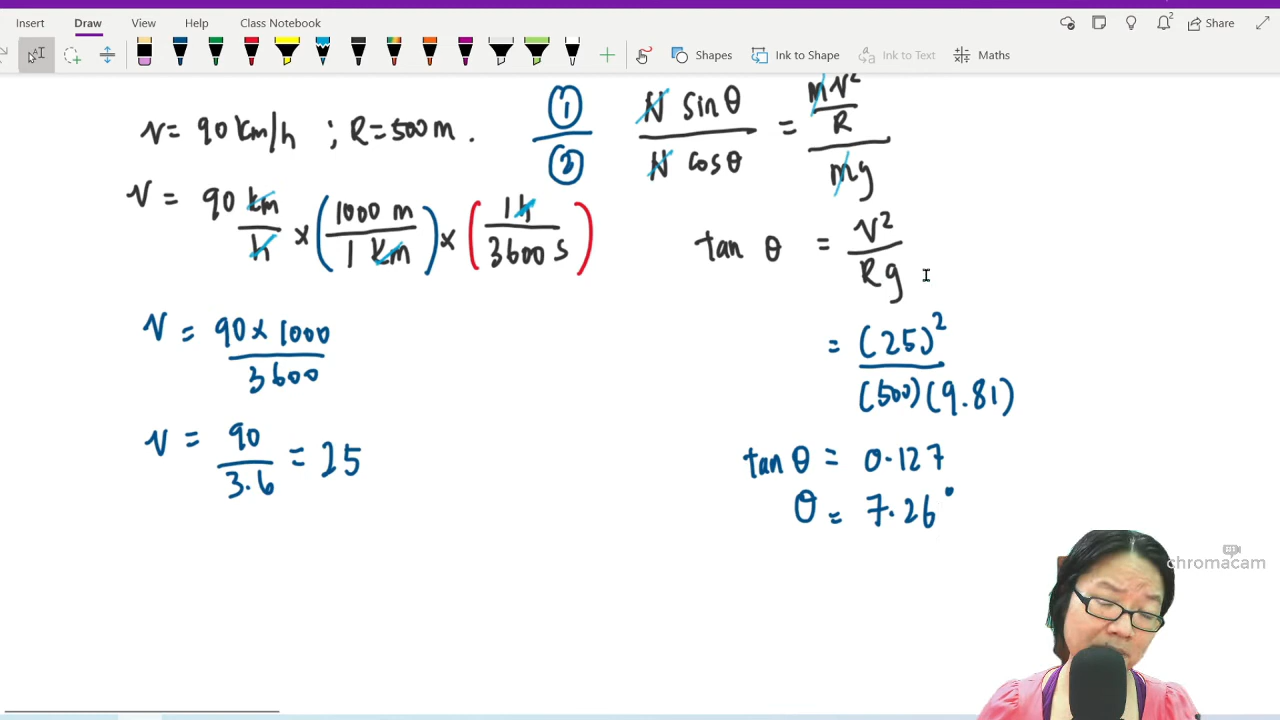 Insert Draw View Help Class Notebook
2 Share
Shapes Ink to Shape Ink to Text Maths
v = 90 km/h ; R = 500 m .
v = 90 km/h × (1000 m / 1 km) × (1h / 3600 s)
v = 90 × 1000 / 3600
v = 90 / 3.6 = 25
① / ②
N sin θ / N cos θ = (mv² / R) / mg
tan θ = v² / Rg
= (25)² / (500)(9.81)
tan θ = 0.127
θ = 7.26°
chromacam